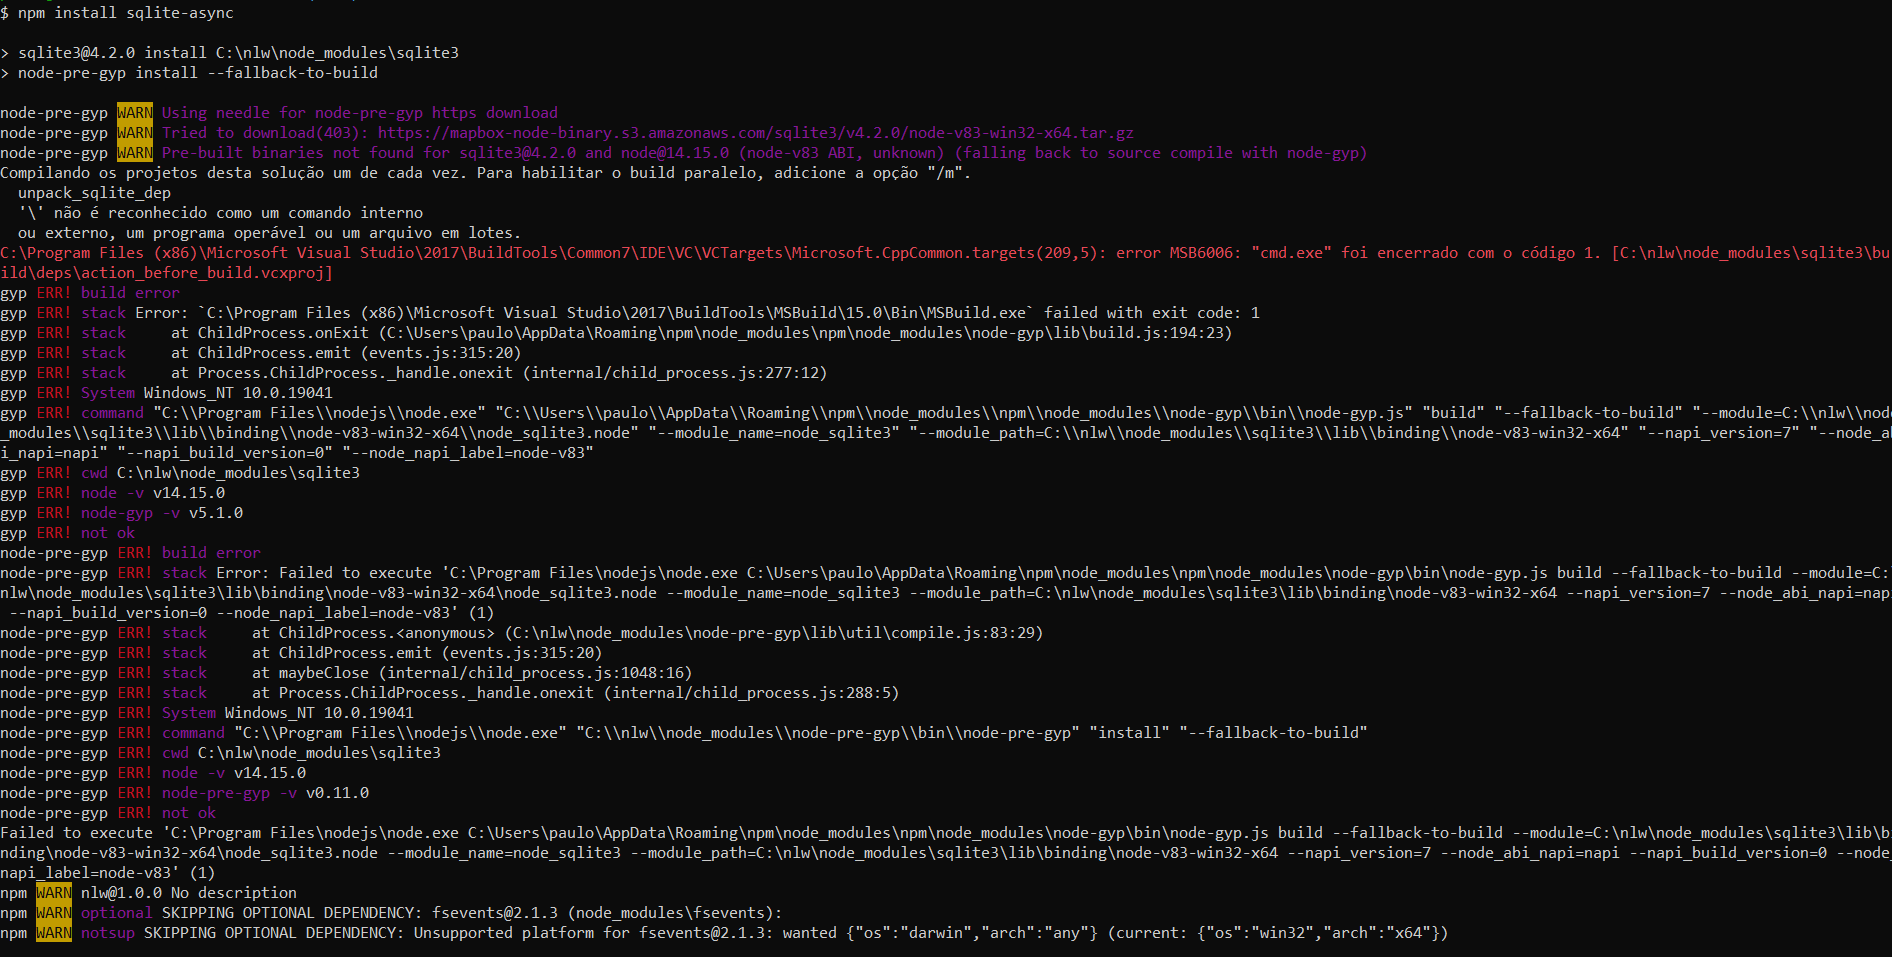 $ npm install sqlite-async
> sqlite3@4.2.0 install C:\nlw\node_modules\sqlite3
> node-pre-gyp install --fallback-to-build
node-pre-gyp WARN Using needle for node-pre-gyp https download
node-pre-gyp WARN Tried to download(403): https://mapbox-node-binary.s3.amazonaws.com/sqlite3/v4.2.0/node-v83-win32-x64.tar.gz
node-pre-gyp WARN Pre-built binaries not found for sqlite3@4.2.0 and node@14.15.0 (node-v83 ABI, unknown) (falling back to source compile with node-gyp)
Compilando os projetos desta solução um de cada vez. Para habilitar o build paralelo, adicione a opção "/m".
  unpack_sqlite_dep
  '\' não é reconhecido como um comando interno
  ou externo, um programa operável ou um arquivo em lotes.
C:\Program Files (x86)\Microsoft Visual Studio\2017\BuildTools\Common7\IDE\VC\VCTargets\Microsoft.CppCommon.targets(209,5): error MSB6006: "cmd.exe" foi encerrado com o código 1. [C:\nlw\node_modules\sqlite3\bu
ild\deps\action_before_build.vcxproj]
gyp ERR! build error
gyp ERR! stack Error: `C:\Program Files (x86)\Microsoft Visual Studio\2017\BuildTools\MSBuild\15.0\Bin\MSBuild.exe` failed with exit code: 1
gyp ERR! stack     at ChildProcess.onExit (C:\Users\paulo\AppData\Roaming\npm\node_modules\npm\node_modules\node-gyp\lib\build.js:194:23)
gyp ERR! stack     at ChildProcess.emit (events.js:315:20)
gyp ERR! stack     at Process.ChildProcess._handle.onexit (internal/child_process.js:277:12)
gyp ERR! System Windows_NT 10.0.19041
gyp ERR! command "C:\\Program Files\\nodejs\\node.exe" "C:\\Users\\paulo\\AppData\\Roaming\\npm\\node_modules\\npm\\node_modules\\node-gyp\\bin\\node-gyp.js" "build" "--fallback-to-build" "--module=C:\\nlw\\node
_modules\\sqlite3\\lib\\binding\\node-v83-win32-x64\\node_sqlite3.node" "--module_name=node_sqlite3" "--module_path=C:\\nlw\\node_modules\\sqlite3\\lib\\binding\\node-v83-win32-x64" "--napi_version=7" "--node_ab
i_napi=napi" "--napi_build_version=0" "--node_napi_label=node-v83"
gyp ERR! cwd C:\nlw\node_modules\sqlite3
gyp ERR! node -v v14.15.0
gyp ERR! node-gyp -v v5.1.0
gyp ERR! not ok
node-pre-gyp ERR! build error
node-pre-gyp ERR! stack Error: Failed to execute 'C:\Program Files\nodejs\node.exe C:\Users\paulo\AppData\Roaming\npm\node_modules\npm\node_modules\node-gyp\bin\node-gyp.js build --fallback-to-build --module=C:\
nlw\node_modules\sqlite3\lib\binding\node-v83-win32-x64\node_sqlite3.node --module_name=node_sqlite3 --module_path=C:\nlw\node_modules\sqlite3\lib\binding\node-v83-win32-x64 --napi_version=7 --node_abi_napi=napi
 --napi_build_version=0 --node_napi_label=node-v83' (1)
node-pre-gyp ERR! stack     at ChildProcess.<anonymous> (C:\nlw\node_modules\node-pre-gyp\lib\util\compile.js:83:29)
node-pre-gyp ERR! stack     at ChildProcess.emit (events.js:315:20)
node-pre-gyp ERR! stack     at maybeClose (internal/child_process.js:1048:16)
node-pre-gyp ERR! stack     at Process.ChildProcess._handle.onexit (internal/child_process.js:288:5)
node-pre-gyp ERR! System Windows_NT 10.0.19041
node-pre-gyp ERR! command "C:\\Program Files\\nodejs\\node.exe" "C:\\nlw\\node_modules\\node-pre-gyp\\bin\\node-pre-gyp" "install" "--fallback-to-build"
node-pre-gyp ERR! cwd C:\nlw\node_modules\sqlite3
node-pre-gyp ERR! node -v v14.15.0
node-pre-gyp ERR! node-pre-gyp -v v0.11.0
node-pre-gyp ERR! not ok
Failed to execute 'C:\Program Files\nodejs\node.exe C:\Users\paulo\AppData\Roaming\npm\node_modules\npm\node_modules\node-gyp\bin\node-gyp.js build --fallback-to-build --module=C:\nlw\node_modules\sqlite3\lib\bi
nding\node-v83-win32-x64\node_sqlite3.node --module_name=node_sqlite3 --module_path=C:\nlw\node_modules\sqlite3\lib\binding\node-v83-win32-x64 --napi_version=7 --node_abi_napi=napi --napi_build_version=0 --node_
napi_label=node-v83' (1)
npm WARN nlw@1.0.0 No description
npm WARN optional SKIPPING OPTIONAL DEPENDENCY: fsevents@2.1.3 (node_modules\fsevents):
npm WARN notsup SKIPPING OPTIONAL DEPENDENCY: Unsupported platform for fsevents@2.1.3: wanted {"os":"darwin","arch":"any"} (current: {"os":"win32","arch":"x64"})